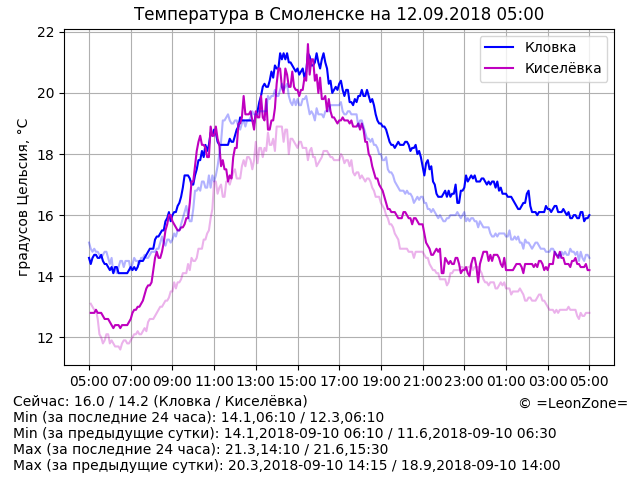 Температура в Смоленске на 12.09.2018 05:00
градусов Цельсия, °C
22
20
18
16
14
12
Кловка
Киселёвка
05:00 07:00 09:00 11:00 13:00 15:00 17:00 19:00 21:00 23:00 01:00 03:00 05:00
Сейчас: 16.0 / 14.2 (Кловка / Киселёвка)
© =LeonZone=
Min (за последние 24 часа): 14.1,06:10 / 12.3,06:10
Min (за предыдущие сутки): 14.1,2018-09-10 06:10 / 11.6,2018-09-10 06:30
Max (за последние 24 часа): 21.3,14:10 / 21.6,15:30
Max (за предыдущие сутки): 20.3,2018-09-10 14:15 / 18.9,2018-09-10 14:00